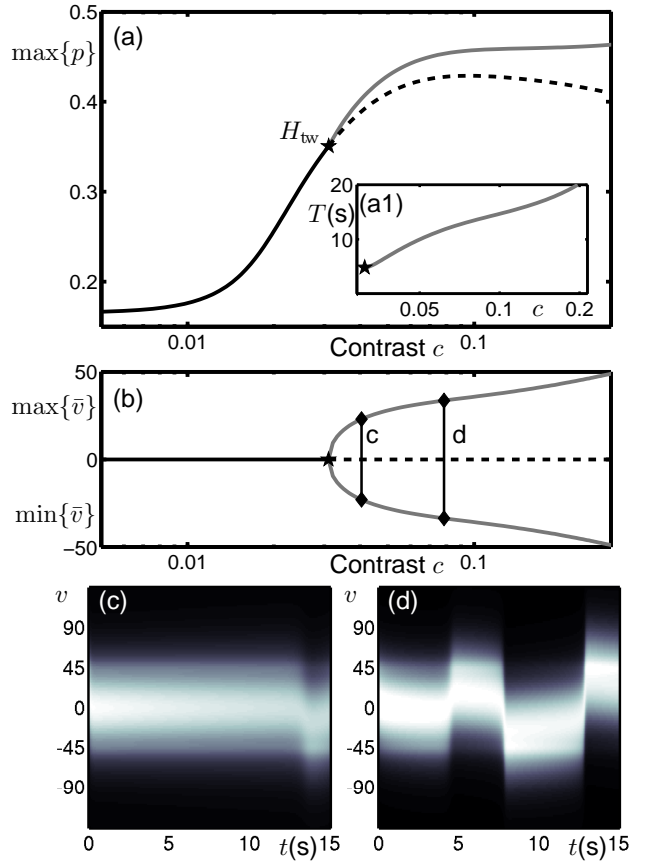 0.5
(a)
max{p}
0.4
H_tw
0.3
20
T(s)
(a1)
10
0.2
0.05 0.1 c 0.2
0.01 0.1
Contrast c
50
(b)
max{v̄}
c d
0
min{v̄}
−50
0.01 0.1
Contrast c
v (c) v (d)
90 90
45 45
0 0
-45 -45
-90 -90
0 5 10 t(s) 15 0 5 10 t(s) 15